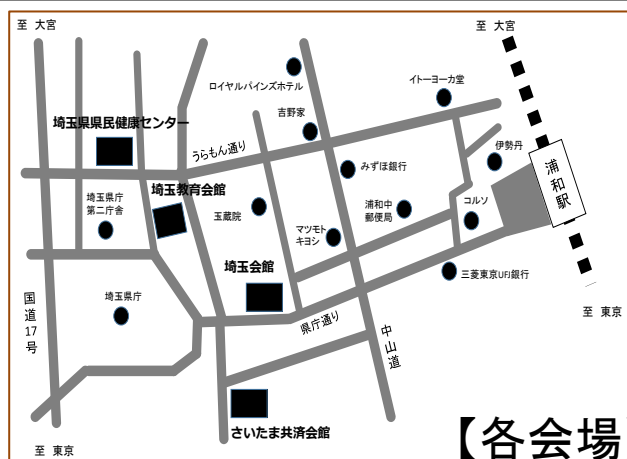 至 大宮
至 大宮
ロイヤルパインズホテル
イトーヨーカ堂
吉野家
埼玉県県民健康センター
うらもん通り
みずほ銀行
伊勢丹
浦和駅
埼玉教育会館
埼玉県庁
第二庁舎
玉蔵院
浦和中
郵便局
コルソ
マツモト
キヨシ
埼玉会館
三菱東京UFJ銀行
国道17号
埼玉県庁
県庁通り
中山道
至 東京
さいたま共済会館
【各会場
至 東京